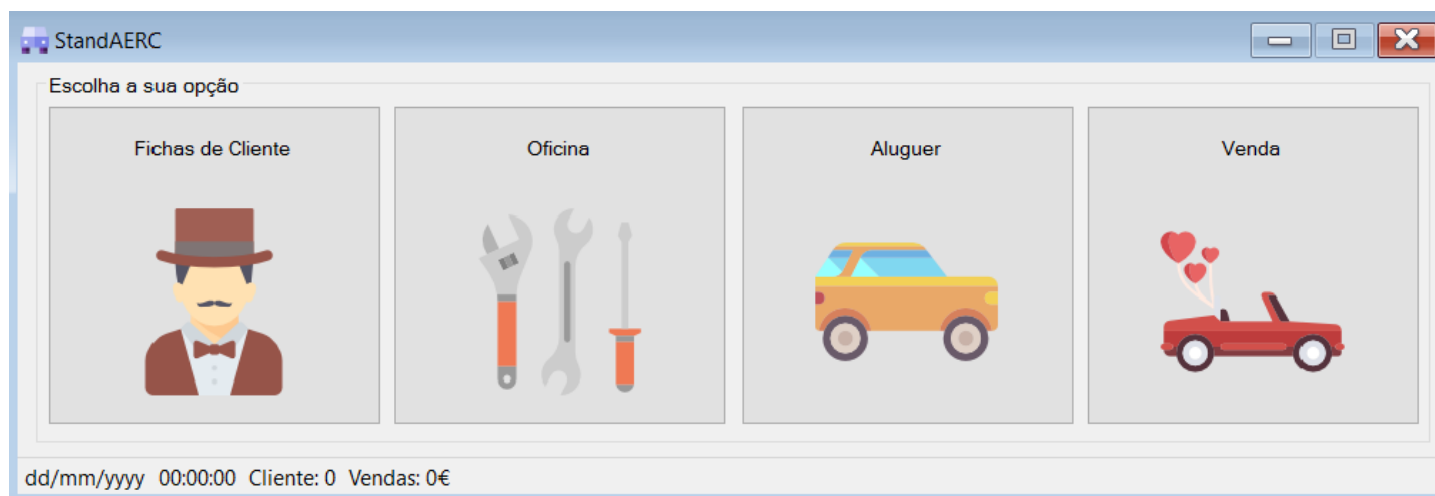 StandAERC
Escolha a sua opção
Fichas de Cliente
Oficina
Aluguer
Venda
dd/mm/yyyy 00:00:00 Cliente: 0 Vendas: 0€